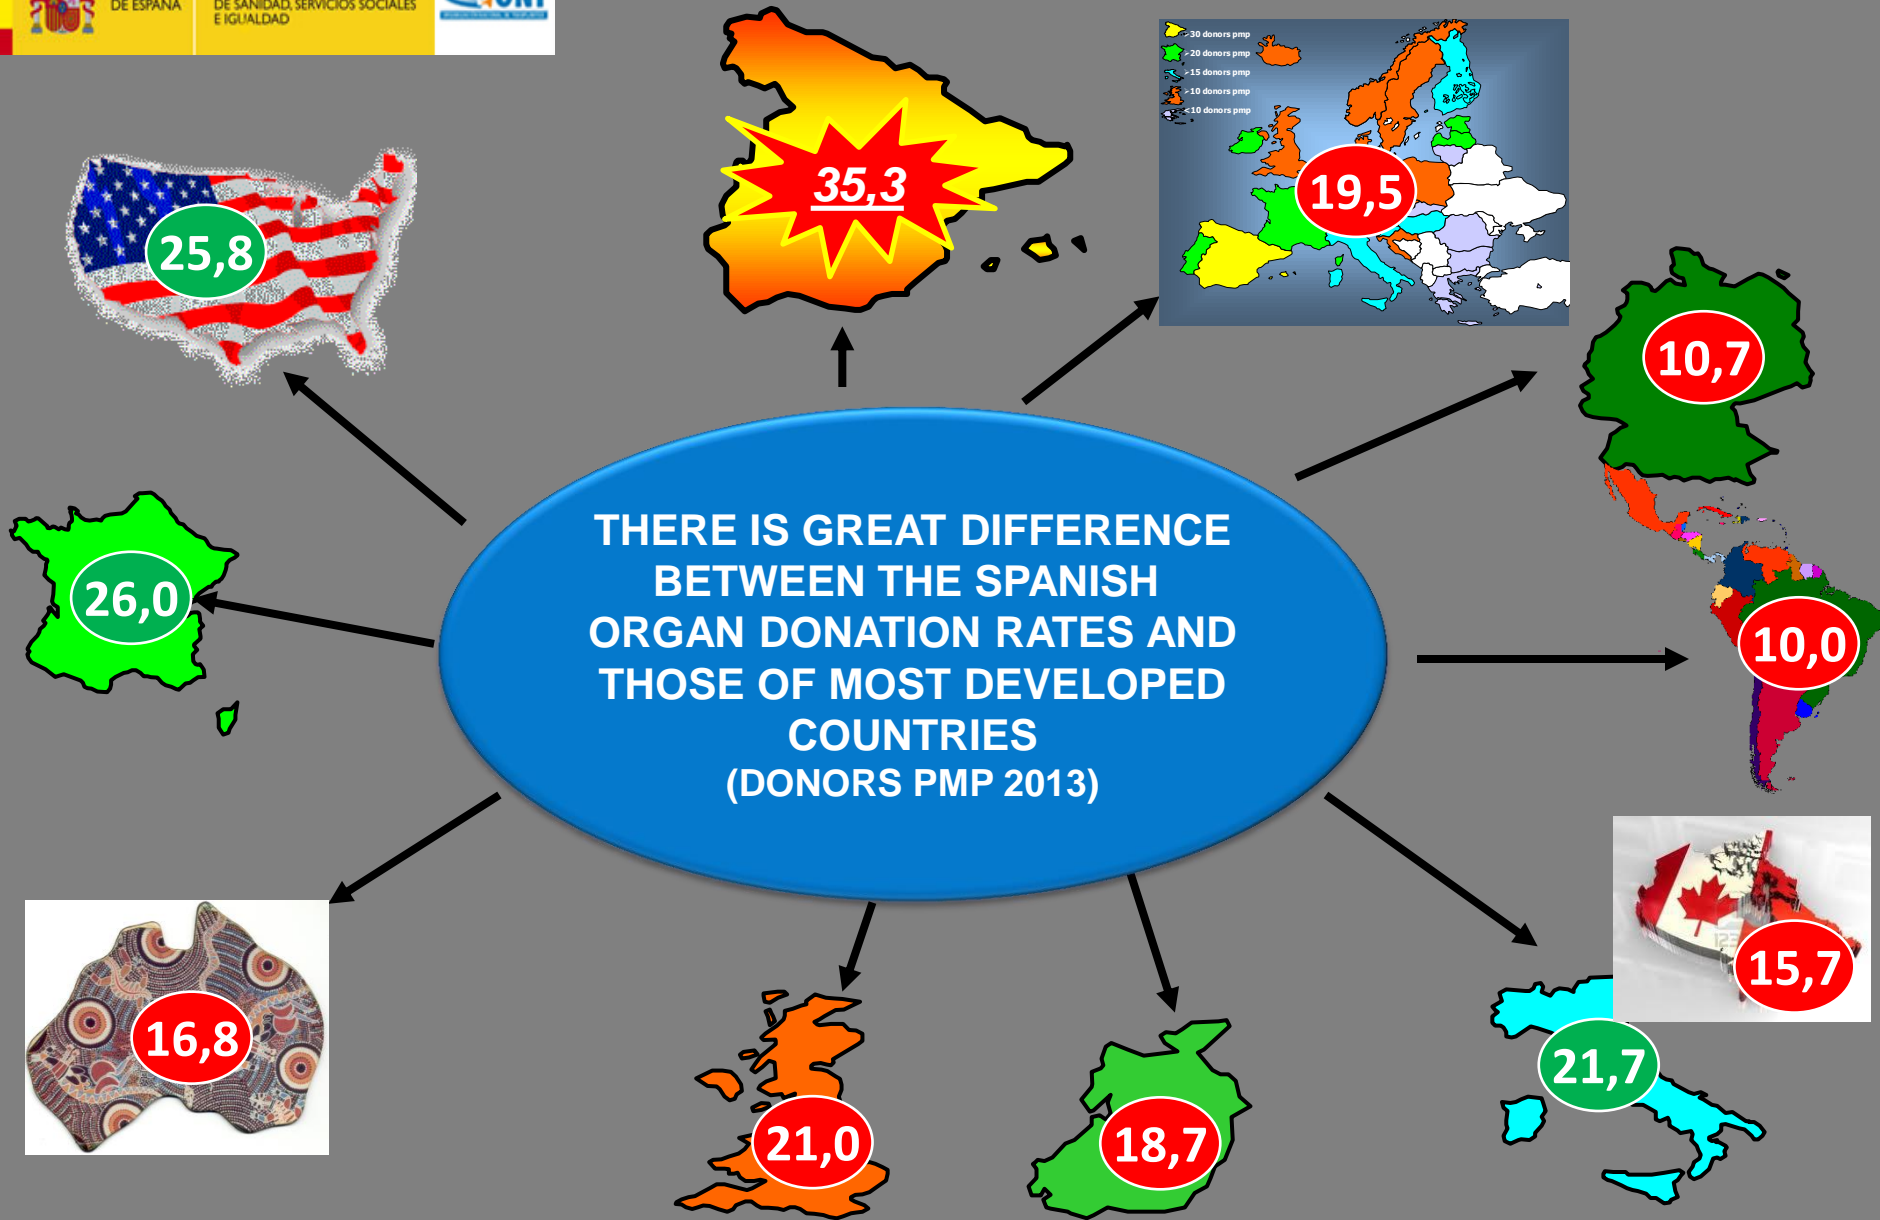 DE ESPAÑA
DE SANIDAD, SERVICIOS SOCIALES
E IGUALDAD
35,3
>30 donors pmp
>20 donors pmp
>15 donors pmp
>10 donors pmp
<10 donors pmp
19,5
25,8
10,7
26,0
THERE IS GREAT DIFFERENCE
BETWEEN THE SPANISH
ORGAN DONATION RATES AND
THOSE OF MOST DEVELOPED
COUNTRIES
(DONORS PMP 2013)
10,0
15,7
16,8
21,0
18,7
21,7